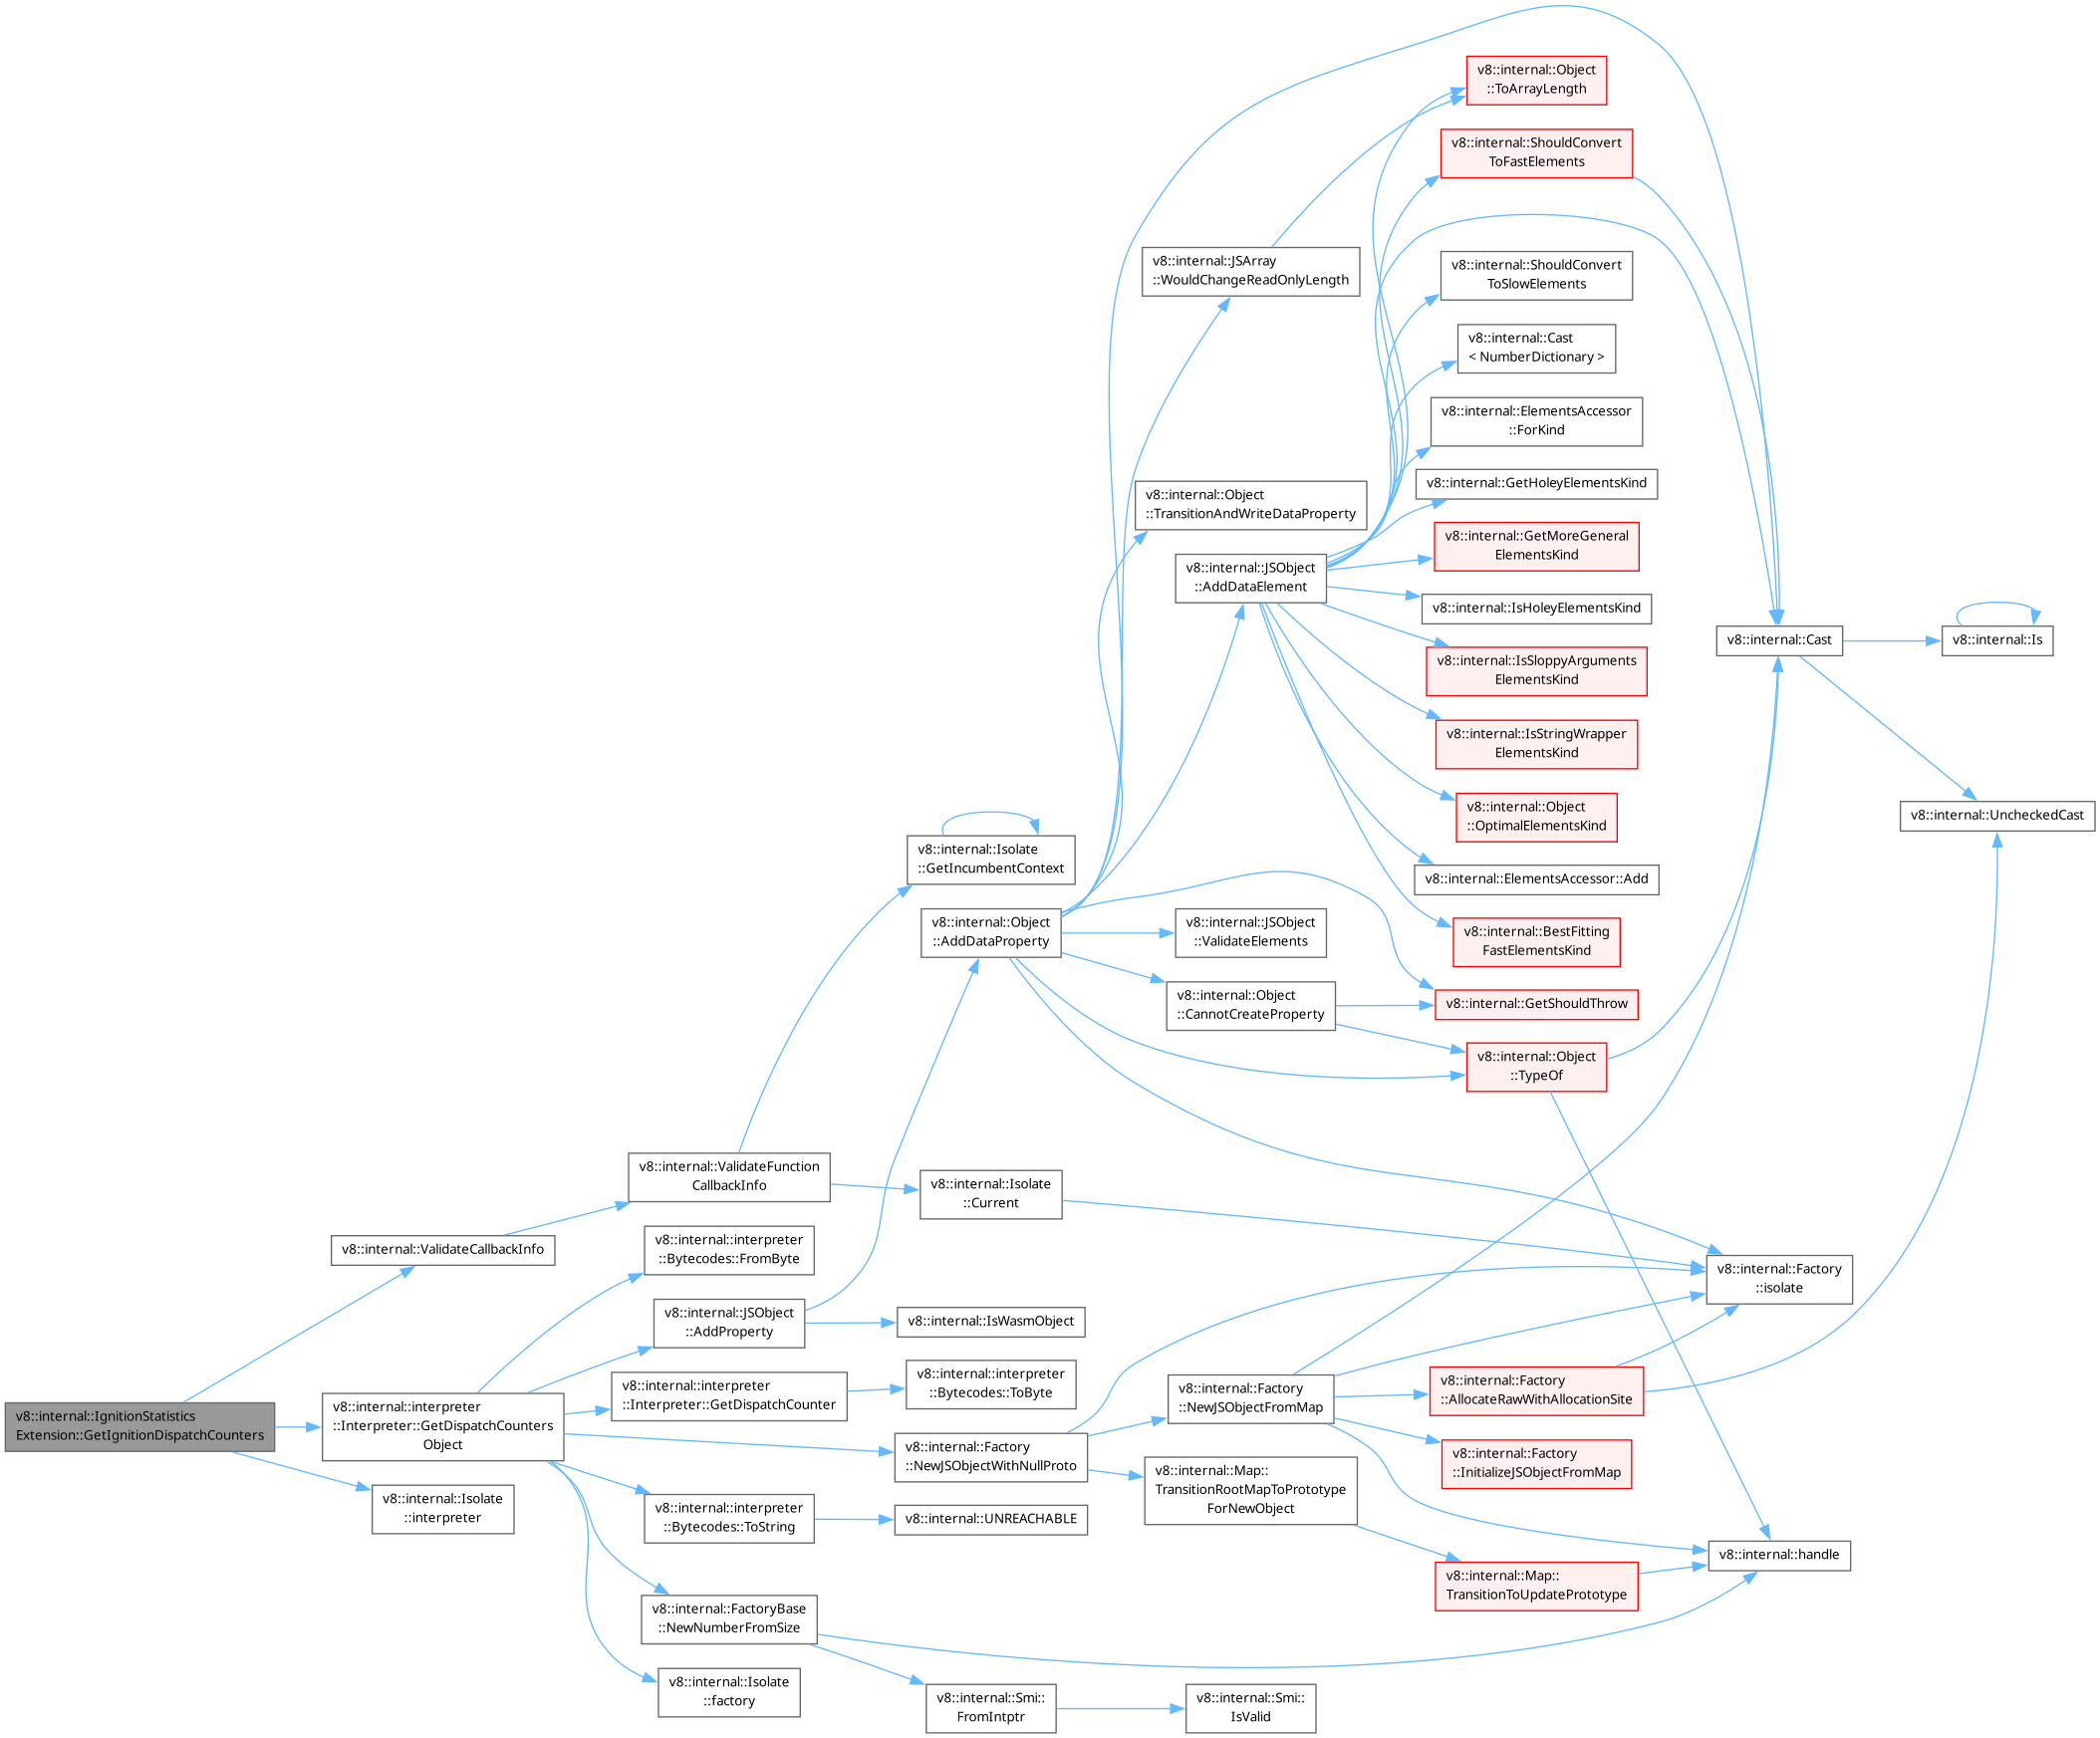 v8::internal::IgnitionStatistics
Extension::GetIgnitionDispatchCounters
v8::internal::ValidateCallbackInfo
v8::internal::interpreter
::Interpreter::GetDispatchCounters
Object
v8::internal::Isolate
::interpreter
v8::internal::ValidateFunction
CallbackInfo
v8::internal::interpreter
::Bytecodes::FromByte
v8::internal::JSObject
::AddProperty
v8::internal::interpreter
::Interpreter::GetDispatchCounter
v8::internal::interpreter
::Bytecodes::ToString
v8::internal::FactoryBase
::NewNumberFromSize
v8::internal::Isolate
::factory
v8::internal::Isolate
::GetIncumbentContext
v8::internal::Object
::AddDataProperty
v8::internal::Isolate
::Current
v8::internal::IsWasmObject
v8::internal::interpreter
::Bytecodes::ToByte
v8::internal::Factory
::NewJSObjectWithNullProto
v8::internal::UNREACHABLE
v8::internal::Smi::
FromIntptr
v8::internal::JSArray
::WouldChangeReadOnlyLength
v8::internal::Object
::TransitionAndWriteDataProperty
v8::internal::JSObject
::AddDataElement
v8::internal::JSObject
::ValidateElements
v8::internal::Object
::CannotCreateProperty
v8::internal::Factory
::NewJSObjectFromMap
v8::internal::Map::
TransitionRootMapToPrototype
ForNewObject
v8::internal::Smi::
IsValid
v8::internal::Object
::ToArrayLength
v8::internal::ShouldConvert
ToFastElements
v8::internal::ShouldConvert
ToSlowElements
v8::internal::Cast
< NumberDictionary >
v8::internal::ElementsAccessor
::ForKind
v8::internal::GetHoleyElementsKind
v8::internal::GetMoreGeneral
ElementsKind
v8::internal::IsHoleyElementsKind
v8::internal::IsSloppyArguments
ElementsKind
v8::internal::IsStringWrapper
ElementsKind
v8::internal::Object
::OptimalElementsKind
v8::internal::ElementsAccessor::Add
v8::internal::BestFitting
FastElementsKind
v8::internal::GetShouldThrow
v8::internal::Object
::TypeOf
v8::internal::Factory
::AllocateRawWithAllocationSite
v8::internal::Factory
::InitializeJSObjectFromMap
v8::internal::Map::
TransitionToUpdatePrototype
v8::internal::Cast
v8::internal::Factory
::isolate
v8::internal::handle
v8::internal::Is
v8::internal::UncheckedCast